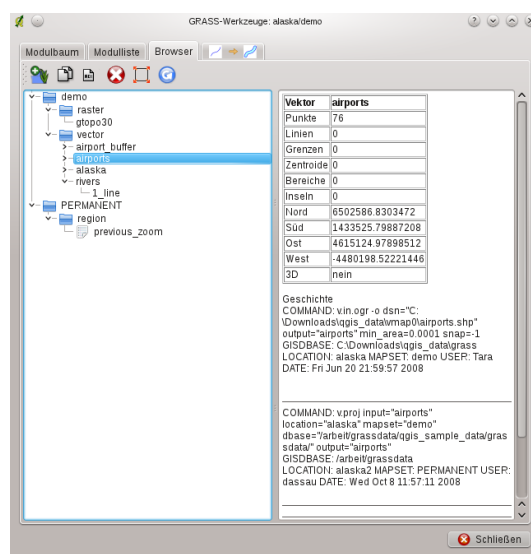 GRASS-Werkzeuge: alaska/demo
Modulbaum
Modulliste
Browser
demo
raster
gtopo30
vector
airport_buffer
airports
alaska
rivers
1_line
PERMANENT
region
previous_zoom
Vektor airports
Punkte 76
Linien 0
Grenzen 0
Zentroide 0
Bereiche 0
Inseln 0
Nord 6502586.8303472
Süd 1433525.79887208
Ost 4615124.97898512
West -4480198.52221446
3D nein
Geschichte
COMMAND: v.in.ogr -o dsn="C:
\Downloads\qgis_data\vmap0\airports.shp"
output="airports" min_area=0.0001 snap=-1
GISDBASE: C:\Downloads\qgis_data\grass
LOCATION: alaska MAPSET: demo USER: Tara
DATE: Fri Jun 20 21:59:57 2008
COMMAND: v.proj input="airports"
location="alaska" mapset="demo"
dbase="/arbeit/grassdata/qgis_sample_data/gras
sdata/" output="airports"
GISDBASE: /arbeit/grassdata
LOCATION: alaska2 MAPSET: PERMANENT USER:
dassau DATE: Wed Oct 8 11:57:11 2008
Schließen